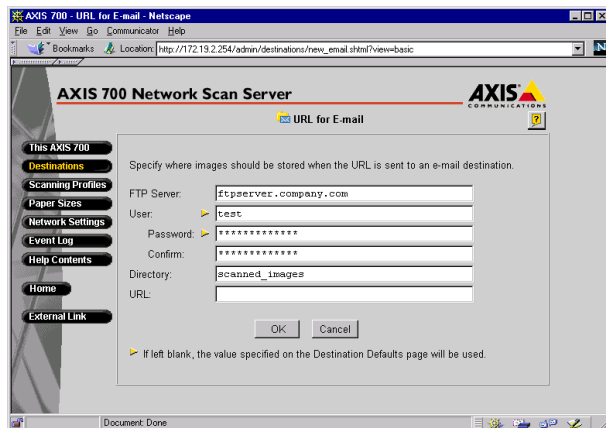 AXIS 700 - URL for E-mail - Netscape
File Edit View Go Communicator Help
Bookmarks Location: http://172.19.2.254/admin/destinations/new_email.shtml?view=basic
N
AXIS 700 Network Scan Server
AXIS
COMMUNICATIONS
URL for E-mail
?
This AXIS 700
Destinations
Scanning Profiles
Paper Sizes
Network Settings
Event Log
Help Contents
Home
External Link
Specify where images should be stored when the URL is sent to an e-mail destination.
FTP Server: ftpserver.company.com
User: test
Password: *************
Confirm: *************
Directory: scanned_images
URL:
OK Cancel
If left blank, the value specified on the Destination Defaults page will be used.
Document: Done